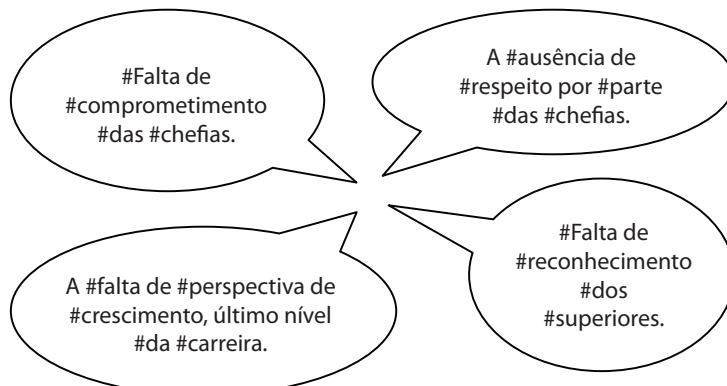 #Falta de
#comprometimento
#das #chefias.
A #ausência de
#respeito por #parte
#das #chefias.
A #falta de #perspectiva de
#crescimento, último nível
#da #carreira.
#Falta de
#reconhecimento
#dos
#superiores.